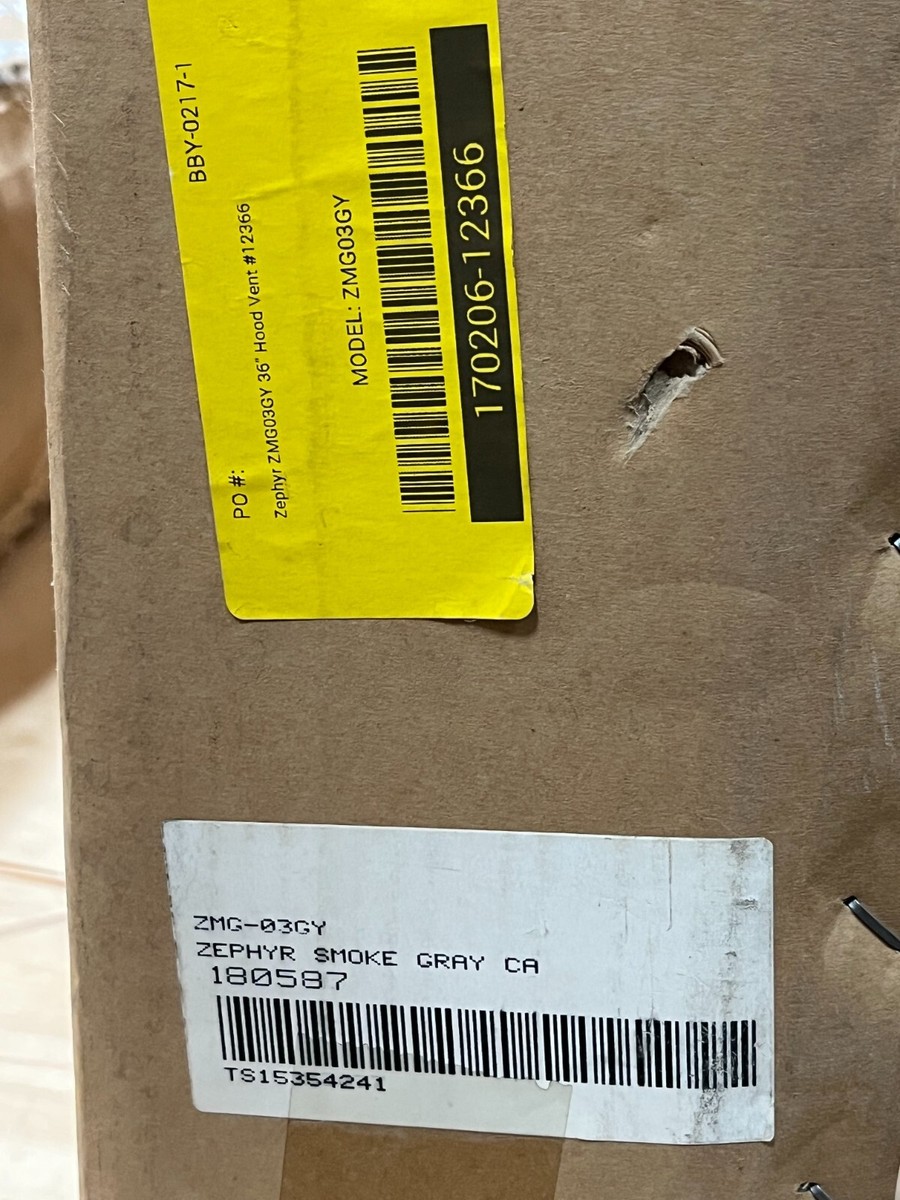 BBY-0217-1
PO #:
Zephyr ZMG03GY 36" Hood Vent #12366
MODEL: ZMG03GY
170206-12366
ZMG-03GY
ZEPHYR SMOKE GRAY CA
180587
TS15354241